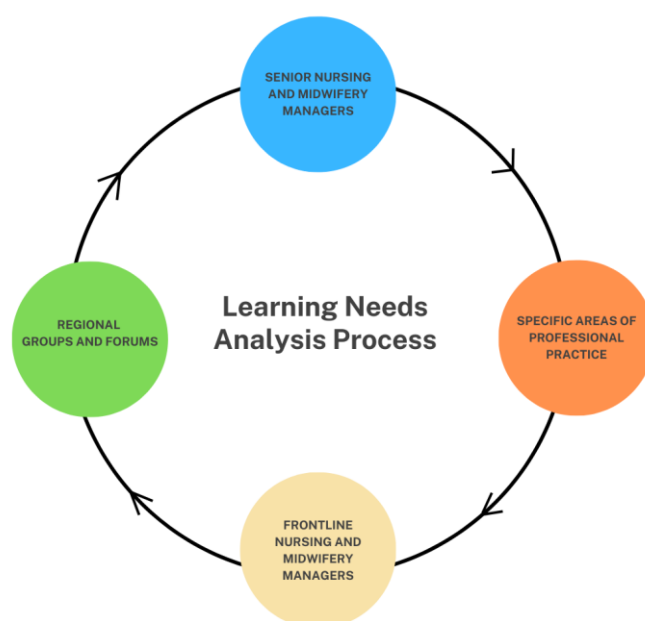 SENIOR NURSING
AND MIDWIFERY
MANAGERS
Learning Needs
Analysis Process
REGIONAL
GROUPS AND FORUMS
SPECIFIC AREAS OF
PROFESSIONAL
PRACTICE
FRONTLINE
NURSING AND
MIDWIFERY
MANAGERS